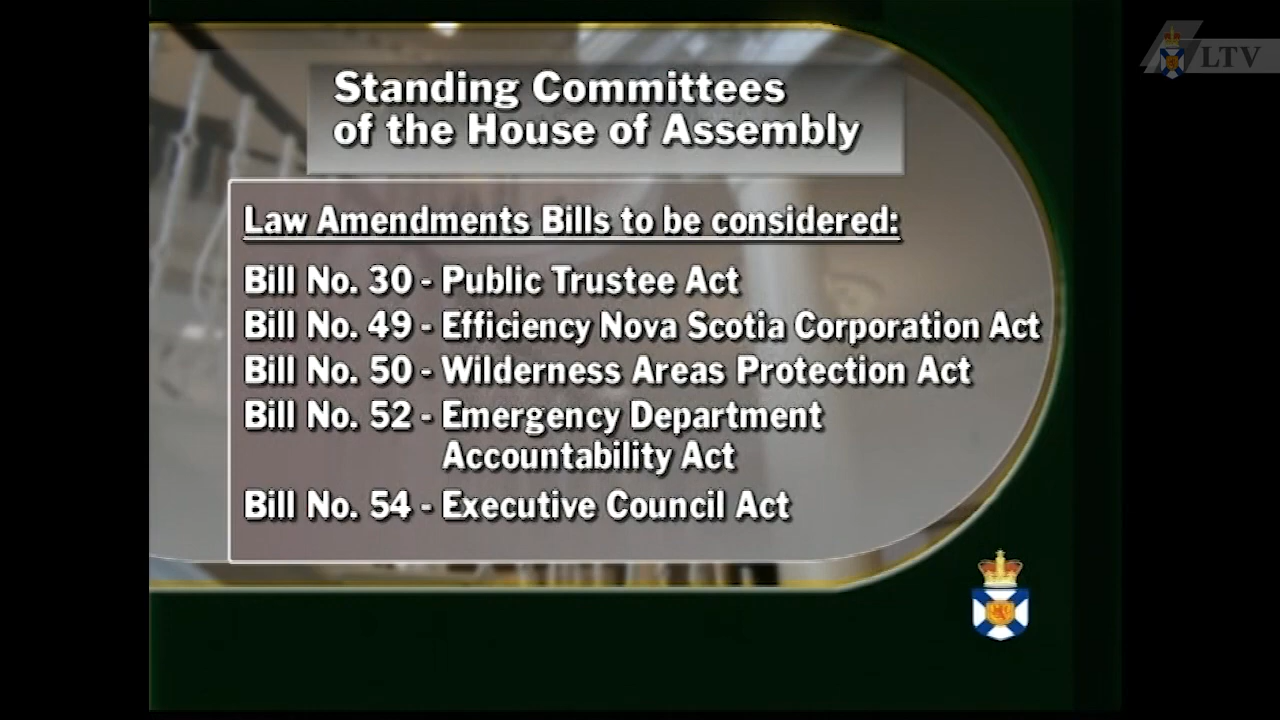 LTV
Standing Committees
of the House of Assembly
Law Amendments Bills to be considered:
Bill No. 30 - Public Trustee Act
Bill No. 49 - Efficiency Nova Scotia Corporation Act
Bill No. 50 - Wilderness Areas Protection Act
Bill No. 52 - Emergency Department
Accountability Act
Bill No. 54 - Executive Council Act